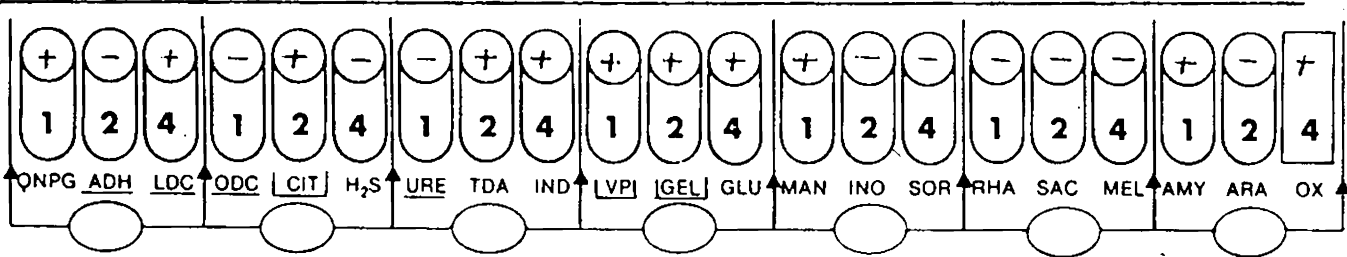 + − + − + − − + + + + + + − − − − − + − +
1 2 4 1 2 4 1 2 4 1 2 4 1 2 4 1 2 4 1 2 4
ONPG ADH LDC ODC CIT H₂S URE TDA IND VP GEL GLU MAN INO SOR RHA SAC MEL AMY ARA OX